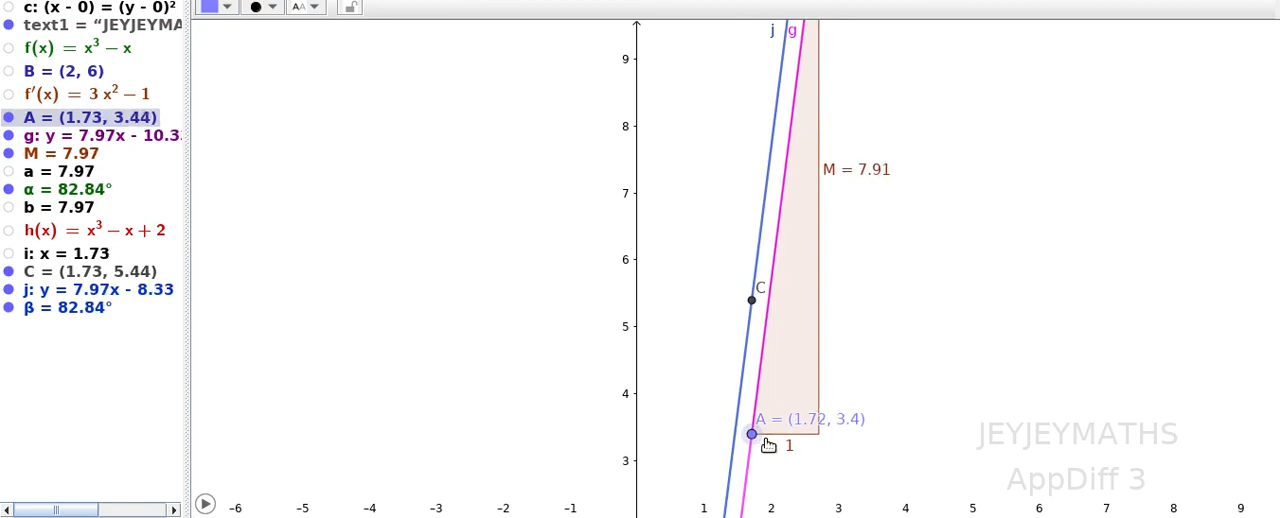 c: (x - 0) = (y - 0)²
text1 = “JEYJEYMA
f(x) = x³ − x
B = (2, 6)
f′(x) = 3 x² − 1
A = (1.73, 3.44)
g: y = 7.97x - 10.3
M = 7.97
a = 7.97
α = 82.84°
b = 7.97
h(x) = x³ − x + 2
i: x = 1.73
C = (1.73, 5.44)
j: y = 7.97x - 8.33
β = 82.84°
AA
j g
9
8
M = 7.91
7
6
C
5
4
A = (1.72, 3.4)
1
3
JEYJEYMATHS
AppDiff 3
–6 –5 –4 –3 –2 –1 1 2 3 4 5 6 7 8 9